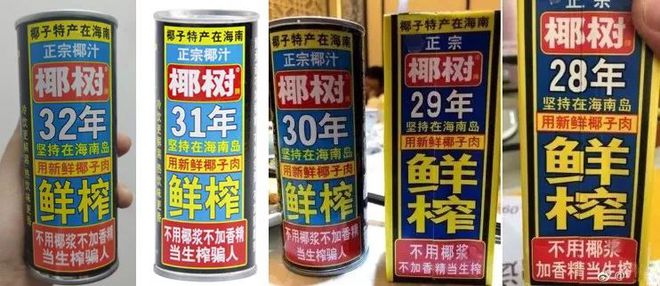 椰子特产在海南
正宗椰汁
椰树
32年
坚持在海南岛
用新鲜椰子肉
鲜榨
不用椰浆不加香精
当生榨骗人
椰子特产在海南
正宗椰汁
椰树
31年
坚持在海南岛
用新鲜椰子肉
鲜榨
不用椰浆不加香精
当生榨骗人
椰子特产在海南
正宗椰汁
椰树
30年
坚持在海南岛
用新鲜椰子肉
鲜榨
不用椰浆不加香精
当生榨骗人
椰子特产在海南
正宗
椰树
29年
坚持在海南岛
用新鲜椰子肉
鲜榨
不用椰浆
不加香精当生榨
正宗
椰树
28年
坚持在海南岛
用新鲜椰子肉
鲜榨
不用椰浆
加香精当生榨